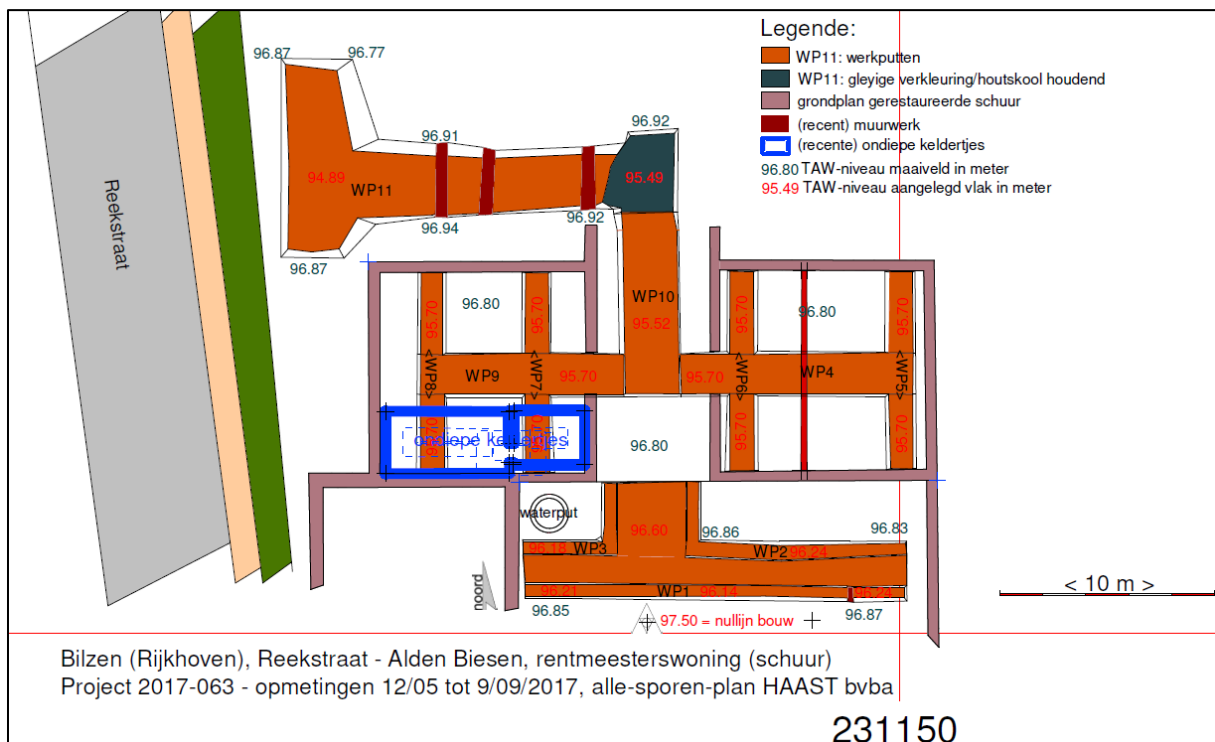 Legende:
WP11: werkputten
WP11: gleyige verkleuring/houtskool houdend
grondplan gerestaureerde schuur
(recent) muurwerk
(recente) ondiepe keldertjes
96.80 TAW-niveau maaiveld in meter
95.49 TAW-niveau aangelegd vlak in meter
96.87
96.77
96.91
96.92
94.89
WP11
95.49
Reekstraat
96.94
96.92
96.87
95.70
96.80
95.70
WP10
95.52
95.70
96.80
95.70
<WP8>
WP9
<WP7>
95.70
95.70
<WP6>
WP4
<WP5>
ondiepe keldertjes
96.80
95.70
95.70
waterput
96.60
96.86
96.83
96.18
WP3
WP2
96.24
noord
96.21
WP1
96.14
96.24
96.85
97.50 = nullijn bouw
96.87
< 10 m >
Bilzen (Rijkhoven), Reekstraat - Alden Biesen, rentmeesterswoning (schuur)
Project 2017-063 - opmetingen 12/05 tot 9/09/2017, alle-sporen-plan HAAST bvba
231150